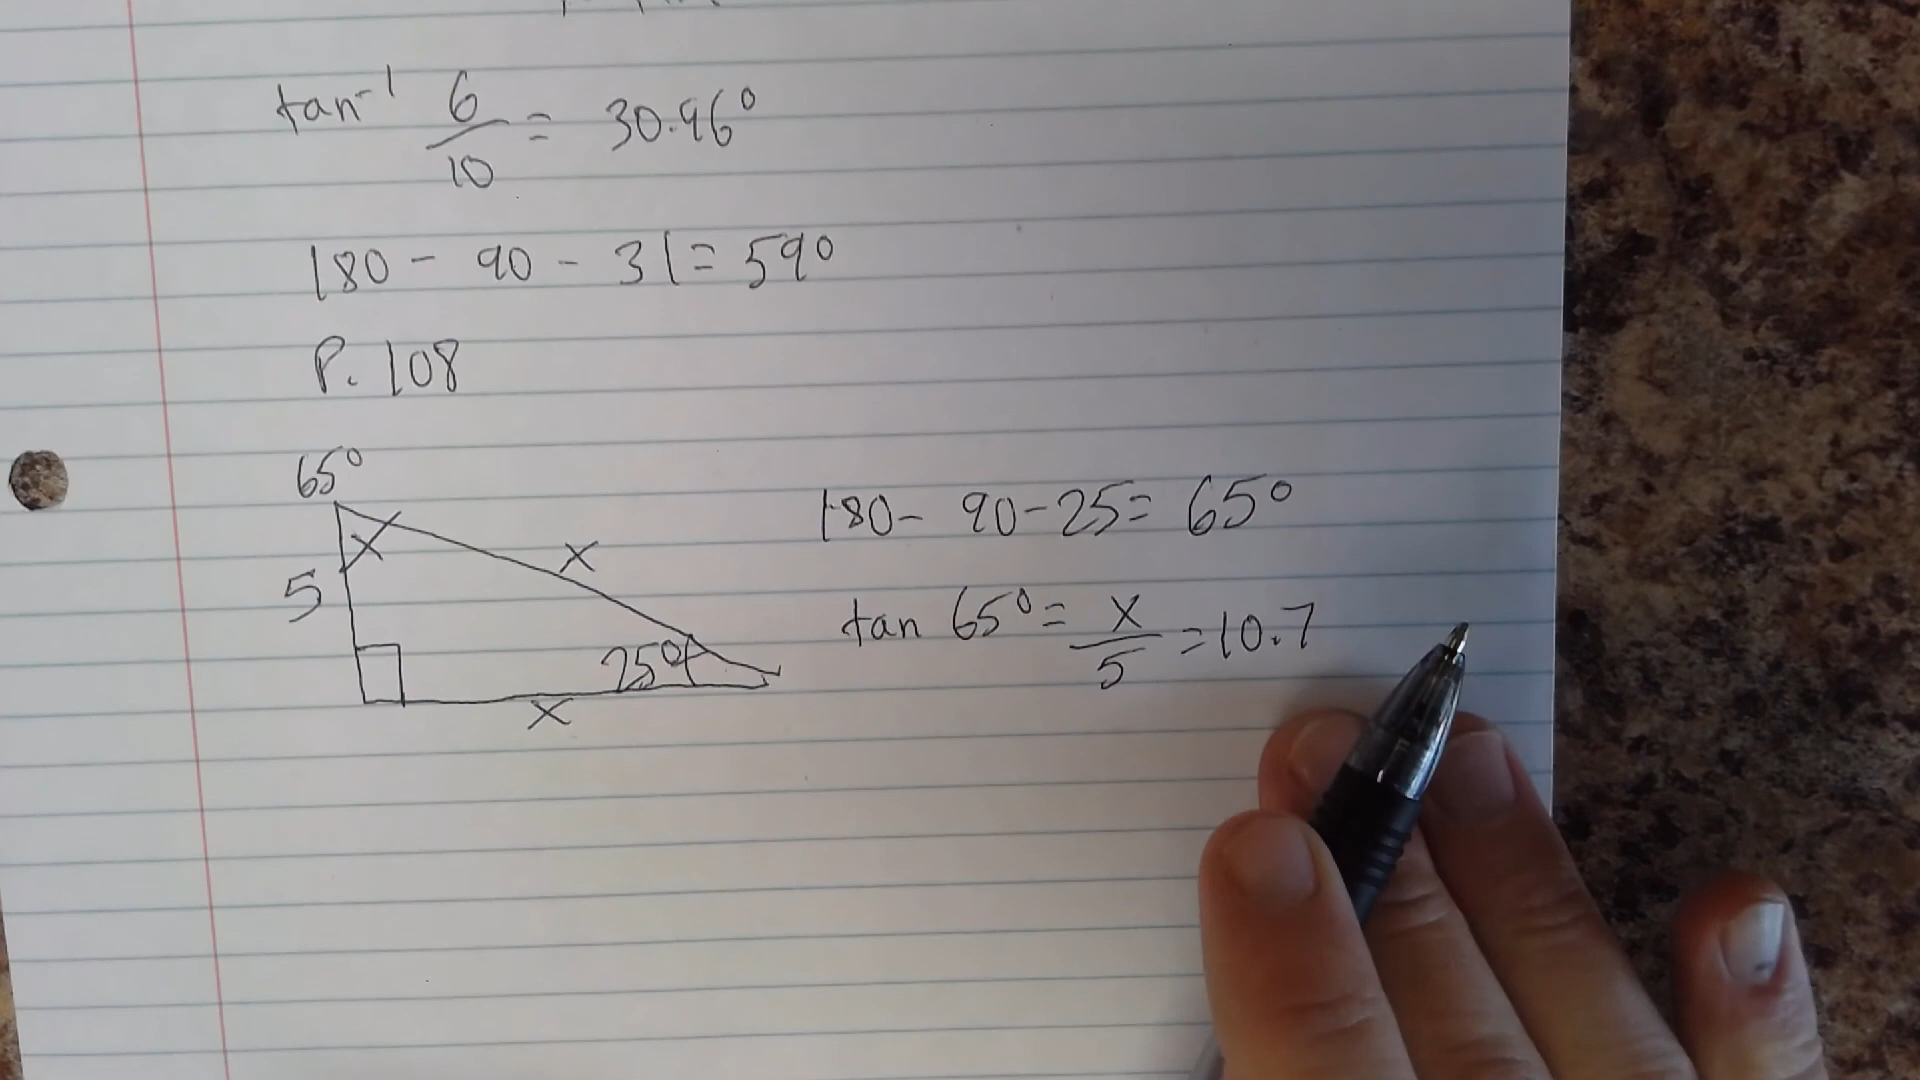 tan⁻¹ 6/10 = 30.96°
180 - 90 - 31 = 59°
P. 108
65°
180 - 90 - 25 = 65°
x
x
5
tan 65° = x/5 = 10.7
25°
x